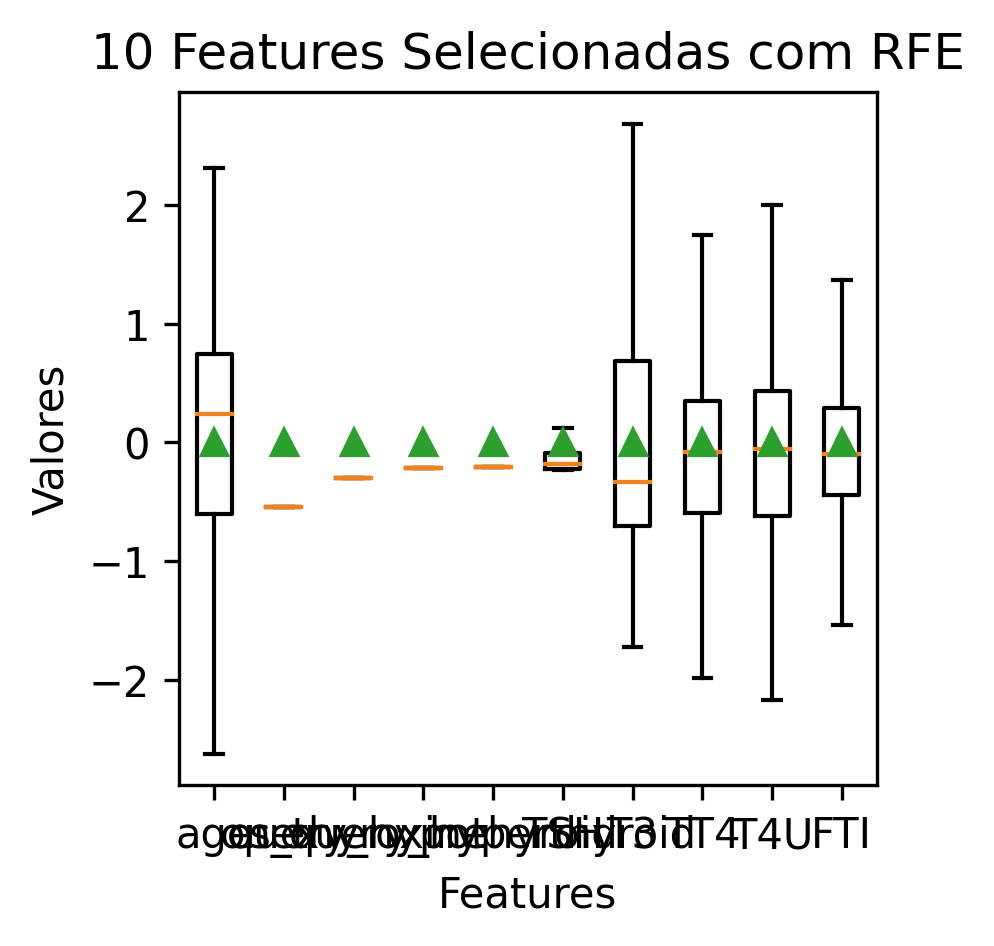 10 Features Selecionadas com RFE
Valores
2
1
0
−1
−2
TT4
T4U
FTI
Features